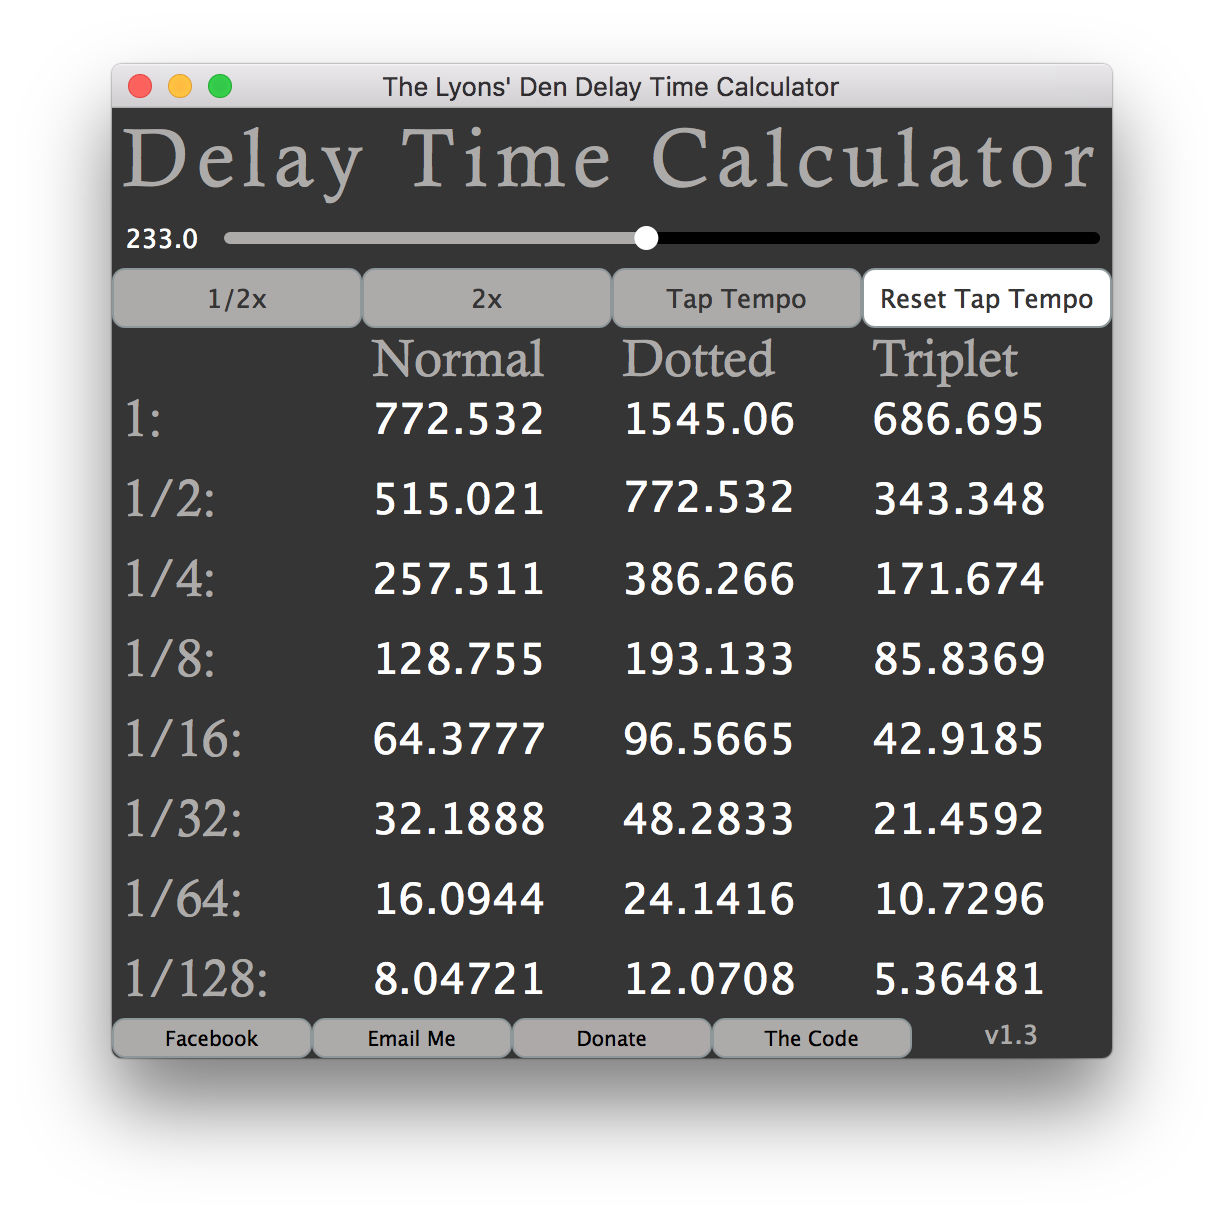 The Lyons' Den Delay Time Calculator
Delay Time Calculator
233.0
1/2x 2x Tap Tempo Reset Tap Tempo
Normal Dotted Triplet
1: 772.532 1545.06 686.695
1/2: 515.021 772.532 343.348
1/4: 257.511 386.266 171.674
1/8: 128.755 193.133 85.8369
1/16: 64.3777 96.5665 42.9185
1/32: 32.1888 48.2833 21.4592
1/64: 16.0944 24.1416 10.7296
1/128: 8.04721 12.0708 5.36481
Facebook Email Me Donate The Code v1.3